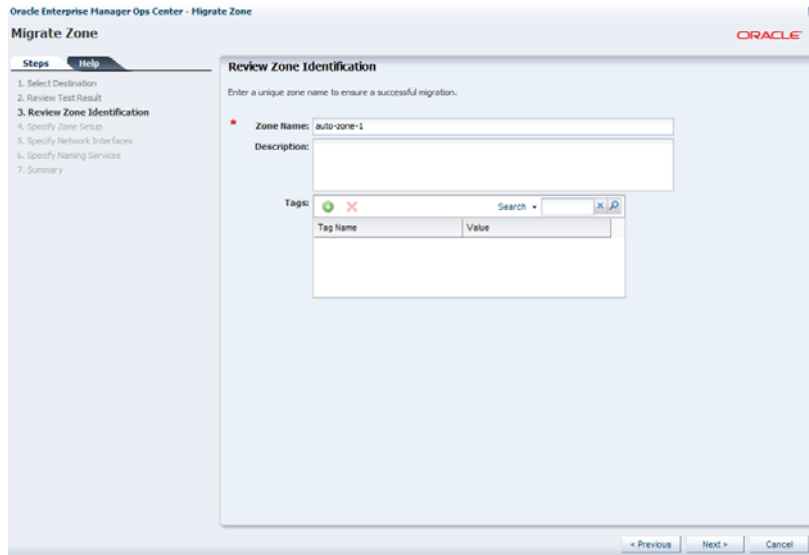 Oracle Enterprise Manager Ops Center - Migrate Zone
Migrate Zone
ORACLE
Steps Help
1. Select Destination
2. Review Test Result
3. Review Zone Identification
4. Specify Zone Setup
5. Specify Network Interfaces
6. Specify Naming Services
7. Summary
Review Zone Identification
Enter a unique zone name to ensure a successful migration.
* Zone Name: auto-zone-1
Description:
Tags:
Search
Tag Name Value
< Previous Next > Cancel